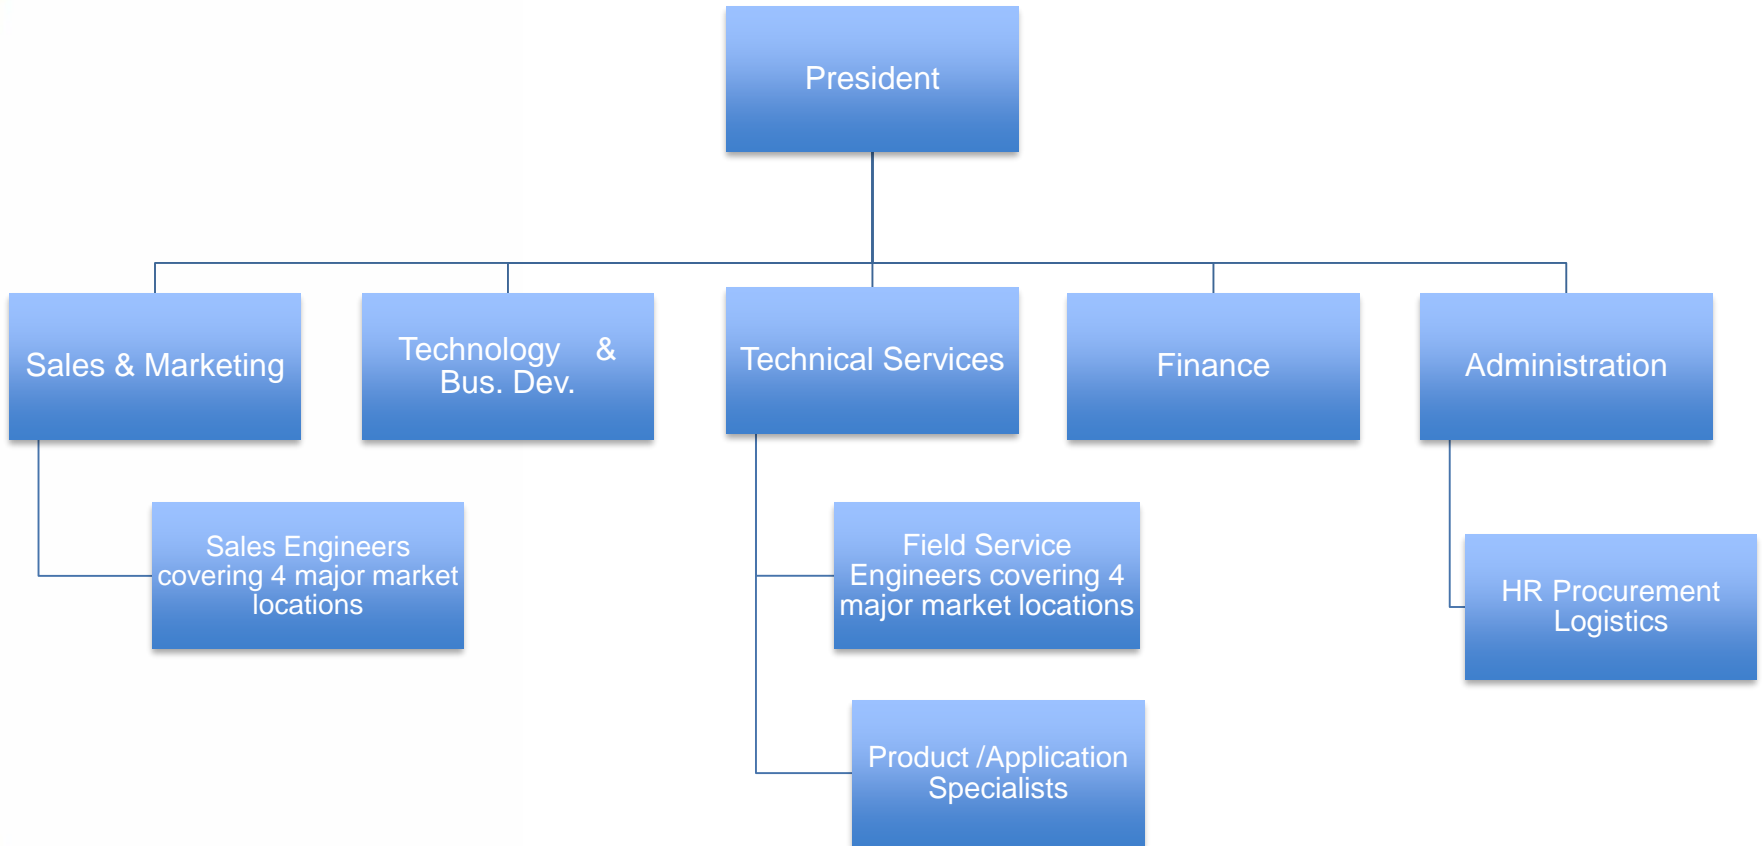 President
Sales & Marketing
Technology &
Bus. Dev.
Technical Services
Finance
Administration
Sales Engineers
covering 4 major market
locations
Field Service
Engineers covering 4
major market locations
HR Procurement
Logistics
Product /Application
Specialists